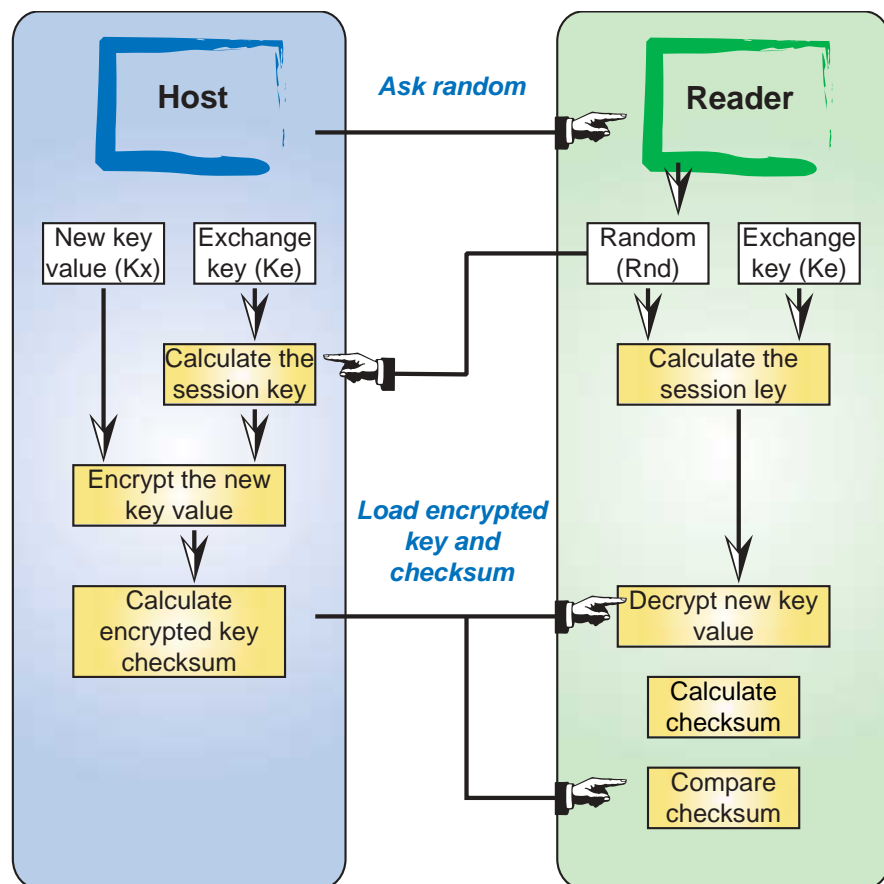 Host
Ask random
Reader
New key
value (Kx)
Exchange
key (Ke)
Random
(Rnd)
Exchange
key (Ke)
Calculate the
session key
Calculate the
session ley
Encrypt the new
key value
Load encrypted
key and
checksum
Calculate
encrypted key
checksum
Decrypt new key
value
Calculate
checksum
Compare
checksum